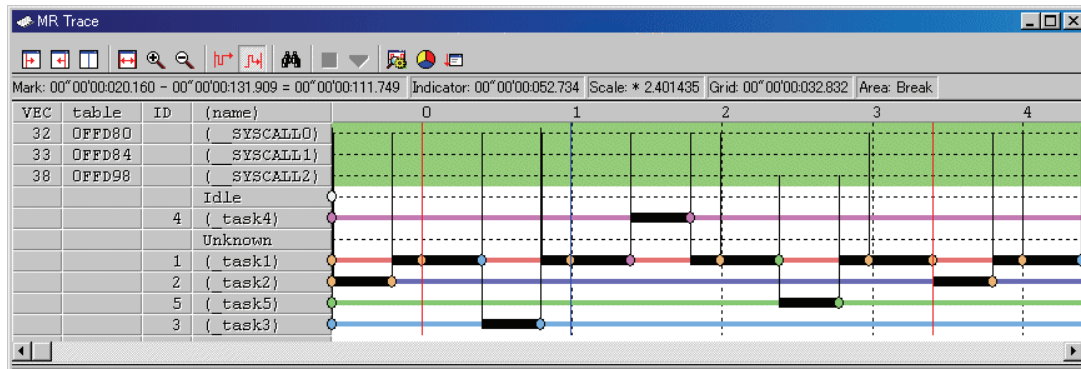 MR Trace
Mark: 00"00'00:020.160 - 00"00'00:131.909 = 00"00'00:111.749 Indicator: 00"00'00:052.734 Scale: * 2.401435 Grid: 00"00'00:032.832 Area: Break
VEC table ID (name) 0 1 2 3 4
32 0FFD80 (__SYSCALL0)
33 0FFD84 (__SYSCALL1)
38 0FFD98 (__SYSCALL2)
Idle
4 (_task4)
Unknown
1 (_task1)
2 (_task2)
5 (_task5)
3 (_task3)